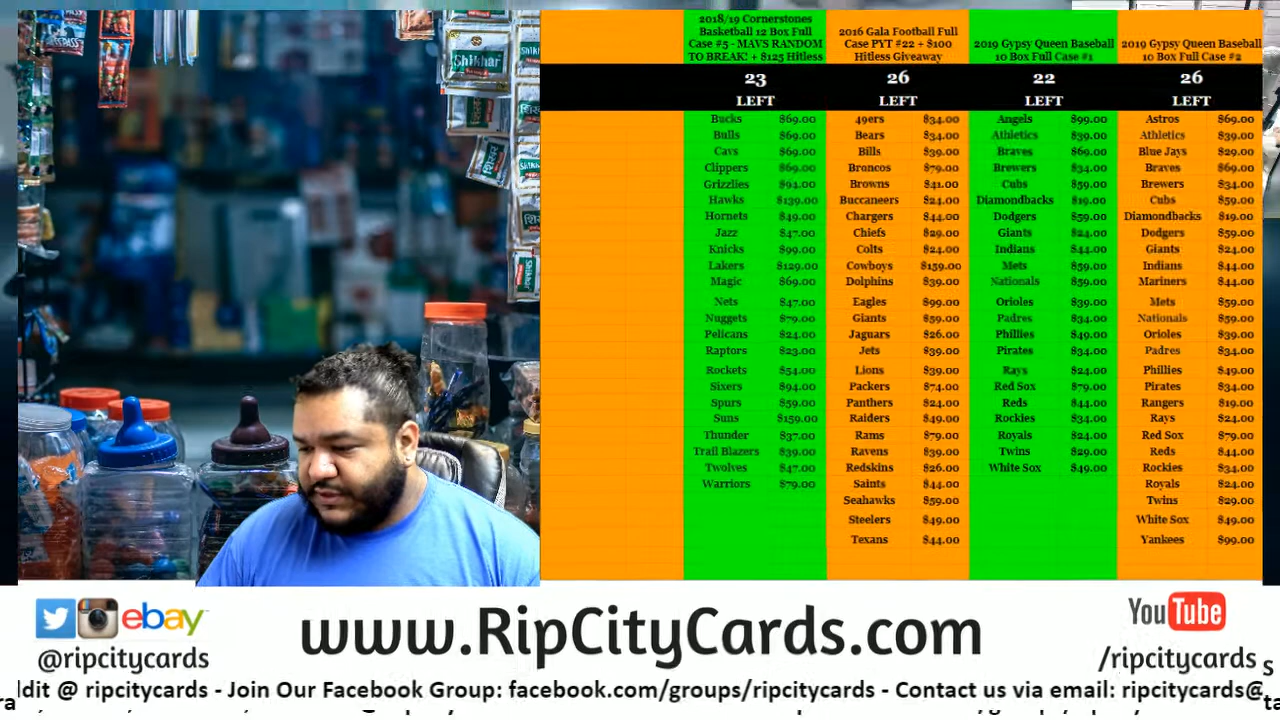 Shikhar
2018/19 Cornerstones
Basketball 12 Box Full
Case #5 - MAVS RANDOM
TO BREAK! + $125 Hitless
23
LEFT
Bucks $69.00
Bulls $69.00
Cavs $69.00
Clippers $69.00
Grizzlies $94.00
Hawks $139.00
Hornets $49.00
Jazz $47.00
Knicks $99.00
Lakers $129.00
Magic $69.00
Nets $47.00
Nuggets $79.00
Pelicans $24.00
Raptors $23.00
Rockets $54.00
Sixers $94.00
Spurs $59.00
Suns $159.00
Thunder $37.00
Trail Blazers $39.00
Twolves $47.00
Warriors $79.00
2016 Gala Football Full
Case PYT #22 + $100
Hitless Giveaway
26
LEFT
49ers $34.00
Bears $34.00
Bills $39.00
Broncos $79.00
Browns $41.00
Buccaneers $24.00
Chargers $44.00
Chiefs $29.00
Colts $24.00
Cowboys $159.00
Dolphins $39.00
Eagles $99.00
Giants $59.00
Jaguars $26.00
Jets $39.00
Lions $39.00
Packers $74.00
Panthers $24.00
Raiders $49.00
Rams $79.00
Ravens $39.00
Redskins $26.00
Saints $44.00
Seahawks $59.00
Steelers $49.00
Texans $44.00
2019 Gypsy Queen Baseball
10 Box Full Case #1
22
LEFT
Angels $99.00
Athletics $39.00
Braves $69.00
Brewers $34.00
Cubs $59.00
Diamondbacks $19.00
Dodgers $59.00
Giants $24.00
Indians $44.00
Mets $59.00
Nationals $59.00
Orioles $39.00
Padres $34.00
Phillies $49.00
Pirates $34.00
Rays $24.00
Red Sox $79.00
Reds $44.00
Rockies $34.00
Royals $24.00
Twins $29.00
White Sox $49.00
2019 Gypsy Queen Baseball
10 Box Full Case #2
26
LEFT
Astros $69.00
Athletics $39.00
Blue Jays $29.00
Braves $69.00
Brewers $34.00
Cubs $59.00
Diamondbacks $19.00
Dodgers $59.00
Giants $24.00
Indians $44.00
Mariners $44.00
Mets $59.00
Nationals $59.00
Orioles $39.00
Padres $34.00
Phillies $49.00
Pirates $34.00
Rangers $19.00
Rays $24.00
Red Sox $79.00
Reds $44.00
Rockies $34.00
Royals $24.00
Twins $29.00
White Sox $49.00
Yankees $99.00
ebay
@ripcitycards
www.RipCityCards.com
YouTube
/ripcitycards
ldit @ ripcitycards - Join Our Facebook Group: facebook.com/groups/ripcitycards - Contact us via email: ripcitycards@